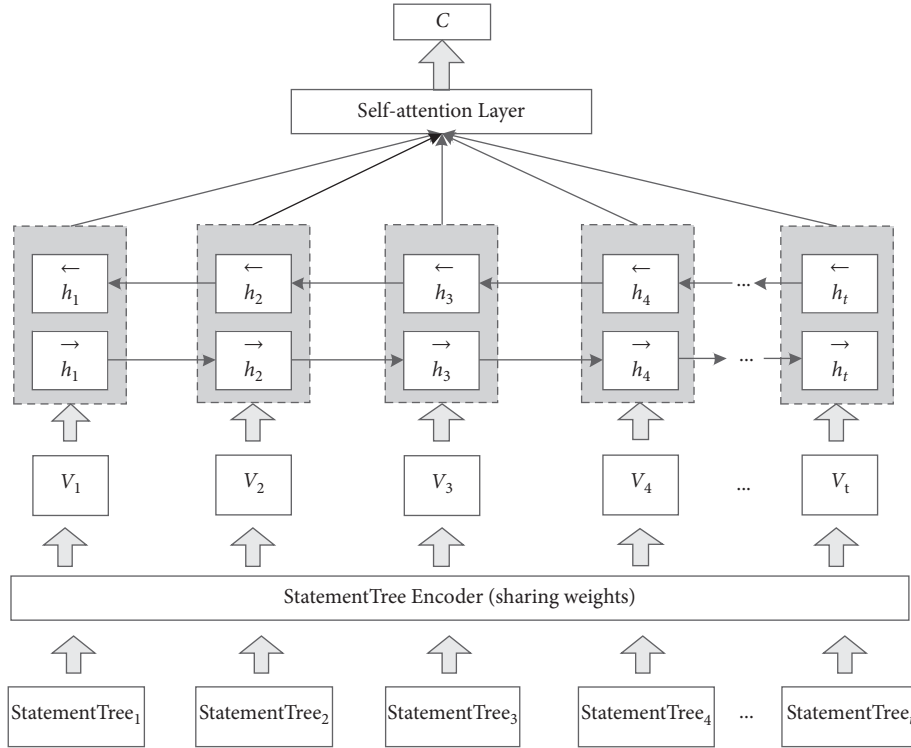 C
Self-attention Layer
←h₁ ←h₂ ←h₃ ←h₄ ... ←hₜ
→h₁ →h₂ →h₃ →h₄ ... →hₜ
V₁ V₂ V₃ V₄ ... Vₜ
StatementTree Encoder (sharing weights)
StatementTree₁ StatementTree₂ StatementTree₃ StatementTree₄ ... StatementTree